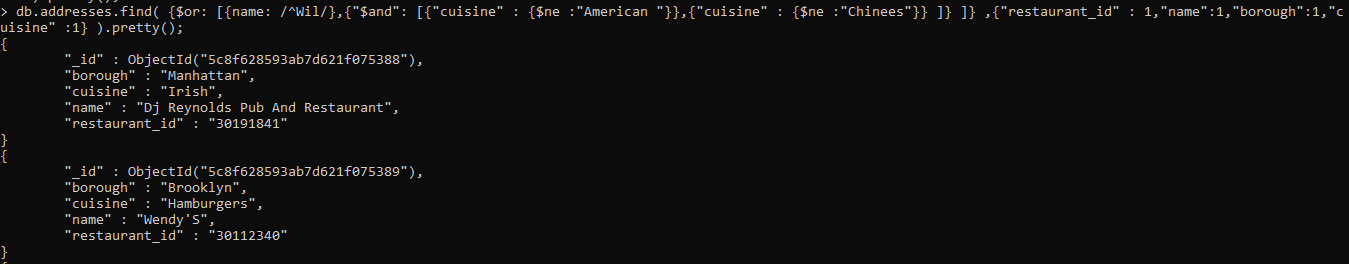 > db.addresses.find( {$or: [{name: /^Wil/},{"$and": [{"cuisine" : {$ne :"American "}},{"cuisine" : {$ne :"Chinees"}} ]} ]} ,{"restaurant_id" : 1,"name":1,"borough":1,"c
uisine" :1} ).pretty();
{
"_id" : ObjectId("5c8f628593ab7d621f075388"),
"borough" : "Manhattan",
"cuisine" : "Irish",
"name" : "Dj Reynolds Pub And Restaurant",
"restaurant_id" : "30191841"
}
{
"_id" : ObjectId("5c8f628593ab7d621f075389"),
"borough" : "Brooklyn",
"cuisine" : "Hamburgers",
"name" : "Wendy'S",
"restaurant_id" : "30112340"
}